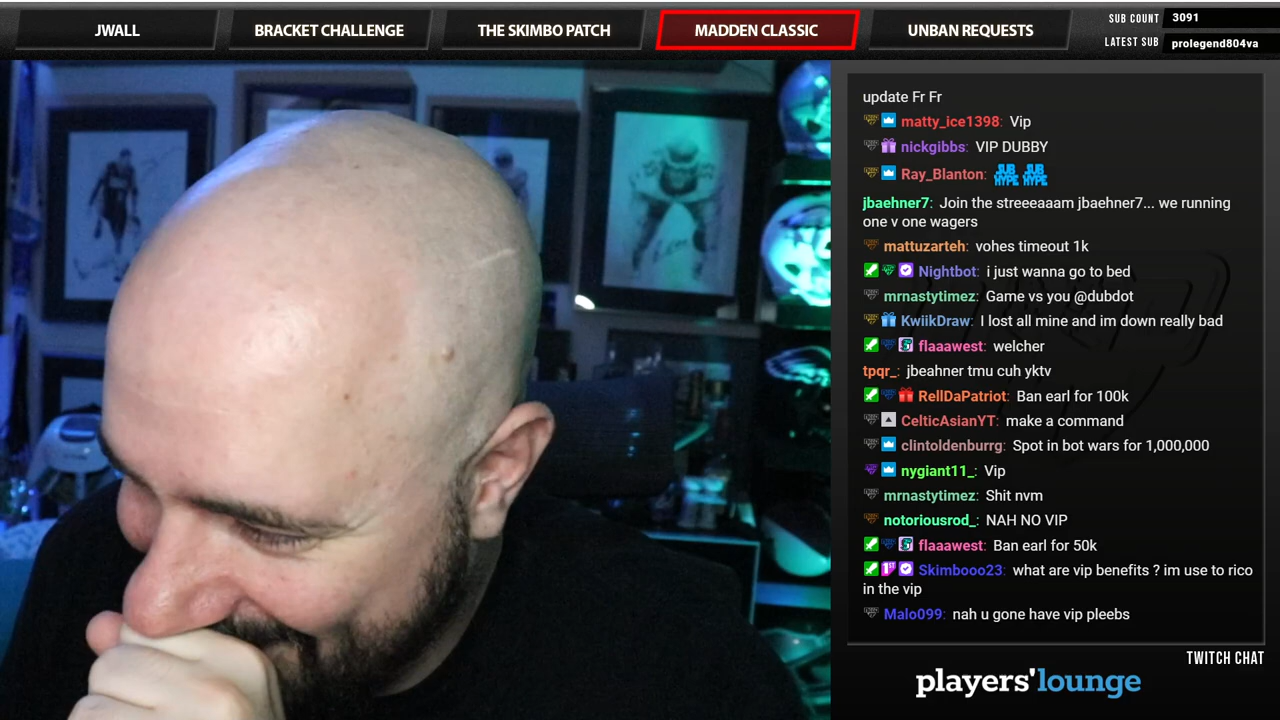 JWALL
BRACKET CHALLENGE
THE SKIMBO PATCH
MADDEN CLASSIC
UNBAN REQUESTS
SUB COUNT 3091
LATEST SUB prolegend804va
update Fr Fr
matty_ice1398: Vip
nickgibbs: VIP DUBBY
Ray_Blanton: SUB HYPE SUB HYPE
jbaehner7: Join the streeeaaam jbaehner7... we running
one v one wagers
mattuzarteh: vohes timeout 1k
Nightbot: i just wanna go to bed
mrnastytimez: Game vs you @dubdot
KwiikDraw: I lost all mine and im down really bad
flaaawest: welcher
tpqr_: jbeahner tmu cuh yktv
RellDaPatriot: Ban earl for 100k
CelticAsianYT: make a command
clintoldenburrg: Spot in bot wars for 1,000,000
nygiant11_: Vip
mrnastytimez: Shit nvm
notoriousrod_: NAH NO VIP
flaaawest: Ban earl for 50k
Skimbooo23: what are vip benefits ? im use to rico
in the vip
Malo099: nah u gone have vip pleebs
TWITCH CHAT
players'lounge